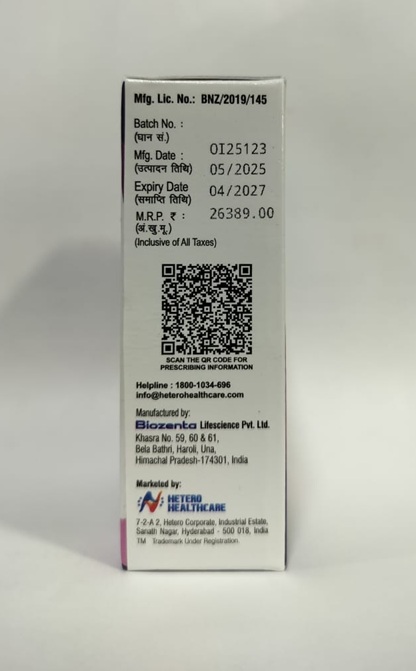 Mfg. Lic. No.: BNZ/2019/145
Batch No. :
(घान सं.)
OI25123
Mfg. Date :
(उत्पादन तिथि) 05/2025
Expiry Date 04/2027
(समाप्ति तिथि)
M.R.P. ₹ : 26389.00
(अ.खु.मू.)
(Inclusive of All Taxes)
SCAN THE QR CODE FOR
PRESCRIBING INFORMATION
Helpline : 1800-1034-696
info@heterohealthcare.com
Manufactured by:
Biozenta Lifescience Pvt. Ltd.
Khasra No. 59, 60 & 61,
Bela Bathri, Haroli, Una,
Himachal Pradesh-174301, India
Marketed by:
HETERO
HEALTHCARE
7-2-A 2, Hetero Corporate, Industrial Estate,
Sanath Nagar, Hyderabad - 500 018, India
TM Trademark Under Registration.